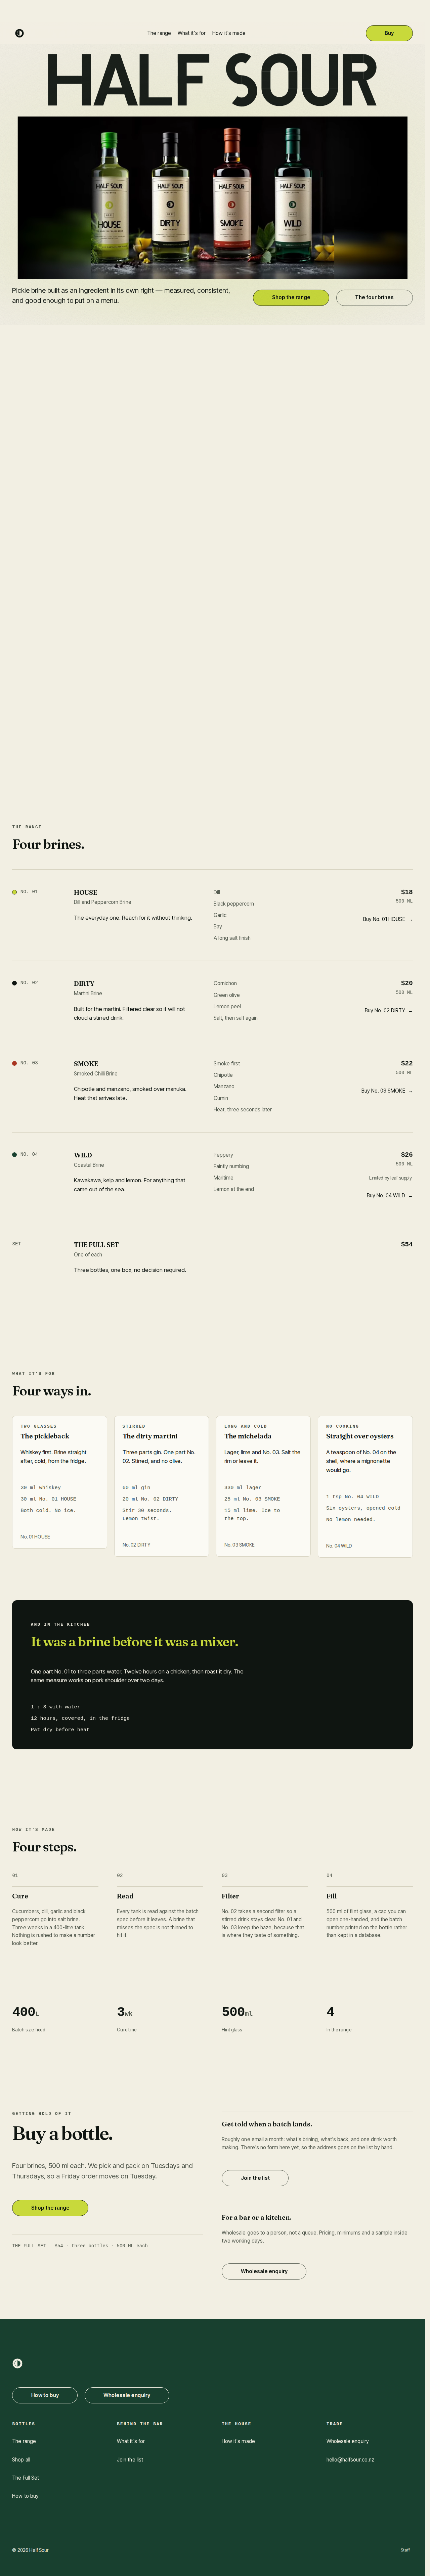 The range What it's for How it's made Buy
HALF SOUR
HALF SOUR HALF SOUR HALF SOUR HALF SOUR
HOUSE DIRTY SMOKE WILD
Pickle brine built as an ingredient in its own right — measured, consistent,
and good enough to put on a menu.
Shop the range The four brines
THE RANGE
Four brines.
NO. 01
HOUSE
Dill and Peppercorn Brine
The everyday one. Reach for it without thinking.
Dill
Black peppercorn
Garlic
Bay
A long salt finish
$18
500 ML
Buy No. 01 HOUSE →
NO. 02
DIRTY
Martini Brine
Built for the martini. Filtered clear so it will not
cloud a stirred drink.
Cornichon
Green olive
Lemon peel
Salt, then salt again
$20
500 ML
Buy No. 02 DIRTY →
NO. 03
SMOKE
Smoked Chilli Brine
Chipotle and manzano, smoked over manuka.
Heat that arrives late.
Smoke first
Chipotle
Manzano
Cumin
Heat, three seconds later
$22
500 ML
Buy No. 03 SMOKE →
NO. 04
WILD
Coastal Brine
Kawakawa, kelp and lemon. For anything that
came out of the sea.
Peppery
Faintly numbing
Maritime
Lemon at the end
$26
500 ML
Limited by leaf supply.
Buy No. 04 WILD →
SET
THE FULL SET
One of each
Three bottles, one box, no decision required.
$54
WHAT IT'S FOR
Four ways in.
TWO GLASSES
The pickleback
Whiskey first. Brine straight
after, cold, from the fridge.
30 ml whiskey
30 ml No. 01 HOUSE
Both cold. No ice.
No. 01 HOUSE
STIRRED
The dirty martini
Three parts gin. One part No.
02. Stirred, and no olive.
60 ml gin
20 ml No. 02 DIRTY
Stir 30 seconds.
Lemon twist.
No. 02 DIRTY
LONG AND COLD
The michelada
Lager, lime and No. 03. Salt the
rim or leave it.
330 ml lager
25 ml No. 03 SMOKE
15 ml lime. Ice to
the top.
No. 03 SMOKE
NO COOKING
Straight over oysters
A teaspoon of No. 04 on the
shell, where a mignonette
would go.
1 tsp No. 04 WILD
Six oysters, opened cold
No lemon needed.
No. 04 WILD
AND IN THE KITCHEN
It was a brine before it was a mixer.
One part No. 01 to three parts water. Twelve hours on a chicken, then roast it dry. The
same measure works on pork shoulder over two days.
1 : 3 with water
12 hours, covered, in the fridge
Pat dry before heat
HOW IT'S MADE
Four steps.
01
Cure
Cucumbers, dill, garlic and black
peppercorn go into salt brine.
Three weeks in a 400-litre tank.
Nothing is rushed to make a number
look better.
02
Read
Every tank is read against the batch
spec before it leaves. A brine that
misses the spec is not thinned to
hit it.
03
Filter
No. 02 takes a second filter so a
stirred drink stays clear. No. 01 and
No. 03 keep the haze, because that
is where they taste of something.
04
Fill
500 ml of flint glass, a cap you can
open one-handed, and the batch
number printed on the bottle rather
than kept in a database.
400L
Batch size, feed
3wk
Cure time
500ml
Flint glass
4
In the range
GETTING HOLD OF IT
Buy a bottle.
Four brines, 500 ml each. We pick and pack on Tuesdays and
Thursdays, so a Friday order moves on Tuesday.
Shop the range
THE FULL SET — $54 · three bottles · 500 ML each
Get told when a batch lands.
Roughly one email a month: what's brining, what's back, and one drink worth
making. There's no form here yet, so the address goes on the list by hand.
Join the list
For a bar or a kitchen.
Wholesale goes to a person, not a queue. Pricing, minimums and a sample inside
two working days.
Wholesale enquiry
How to buy Wholesale enquiry
BOTTLES
The range
Shop all
The Full Set
How to buy
BEHIND THE BAR
What it's for
Join the list
THE HOUSE
How it's made
TRADE
Wholesale enquiry
hello@halfsour.co.nz
© 2026 Half Sour
Staff